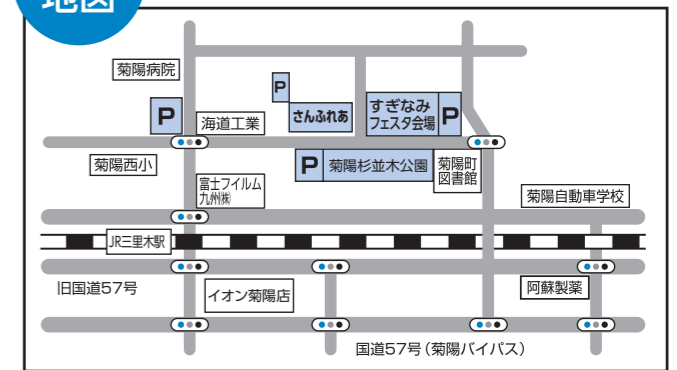 地図
菊陽病院
P
P
海道工業
さんふれあ
すぎなみ
フェスタ会場
P
菊陽西小
P
菊陽杉並木公園
菊陽町
図書館
富士フイルム
九州㈱
菊陽自動車学校
JR三里木駅
旧国道57号
イオン菊陽店
阿蘇製薬
国道57号（菊陽バイパス）